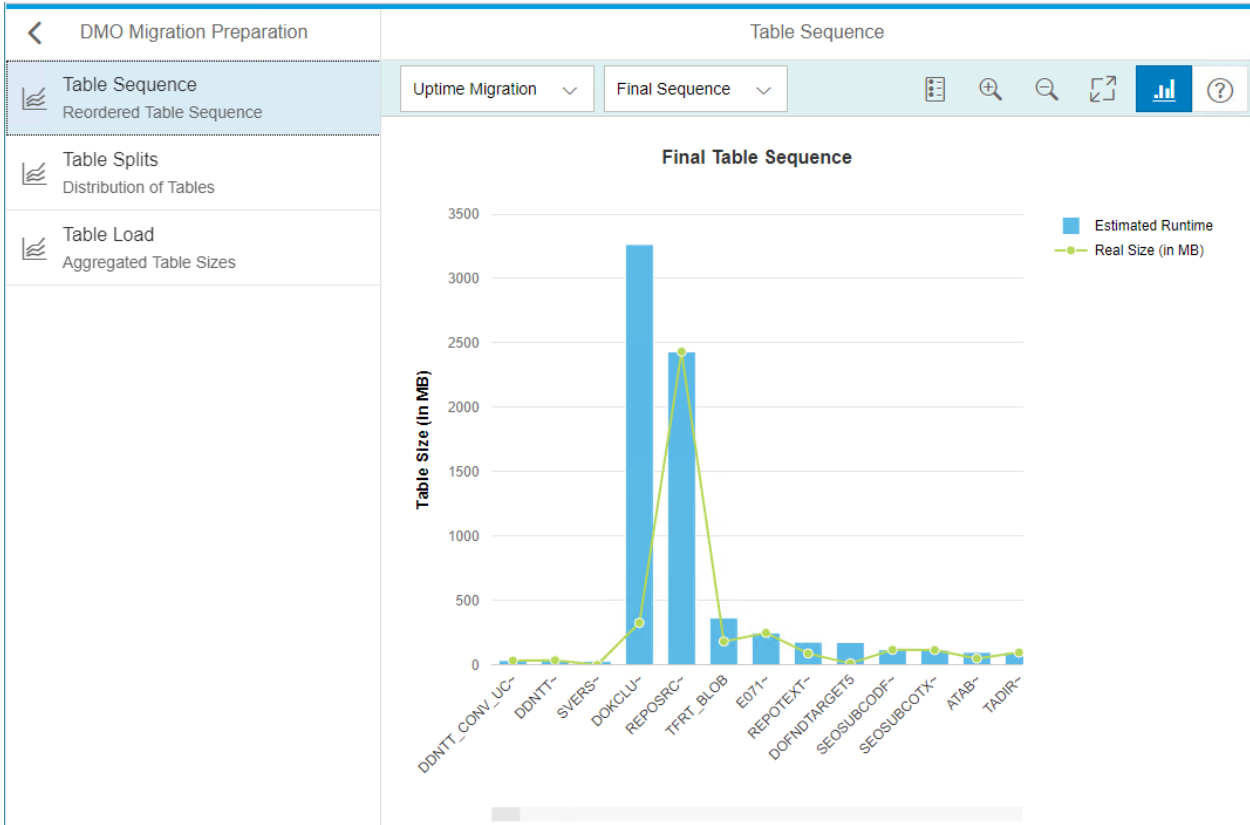 DMO Migration Preparation
Table Sequence
Table Sequence
Reordered Table Sequence
Table Splits
Distribution of Tables
Table Load
Aggregated Table Sizes
Uptime Migration
Final Sequence
Final Table Sequence
Table Size (in MB)
3500
3000
2500
2000
1500
1000
500
0
DDNTT_CONV_UC~
DDNTT~
SVERS~
DOKCLU~
REPOSRC~
TFRT_BLOB
E071~
REPOTEXT~
DOFNDTARGET5
SEOSUBCODF~
SEOSUBCOTX~
ATAB~
TADIR~
Estimated Runtime
Real Size (in MB)